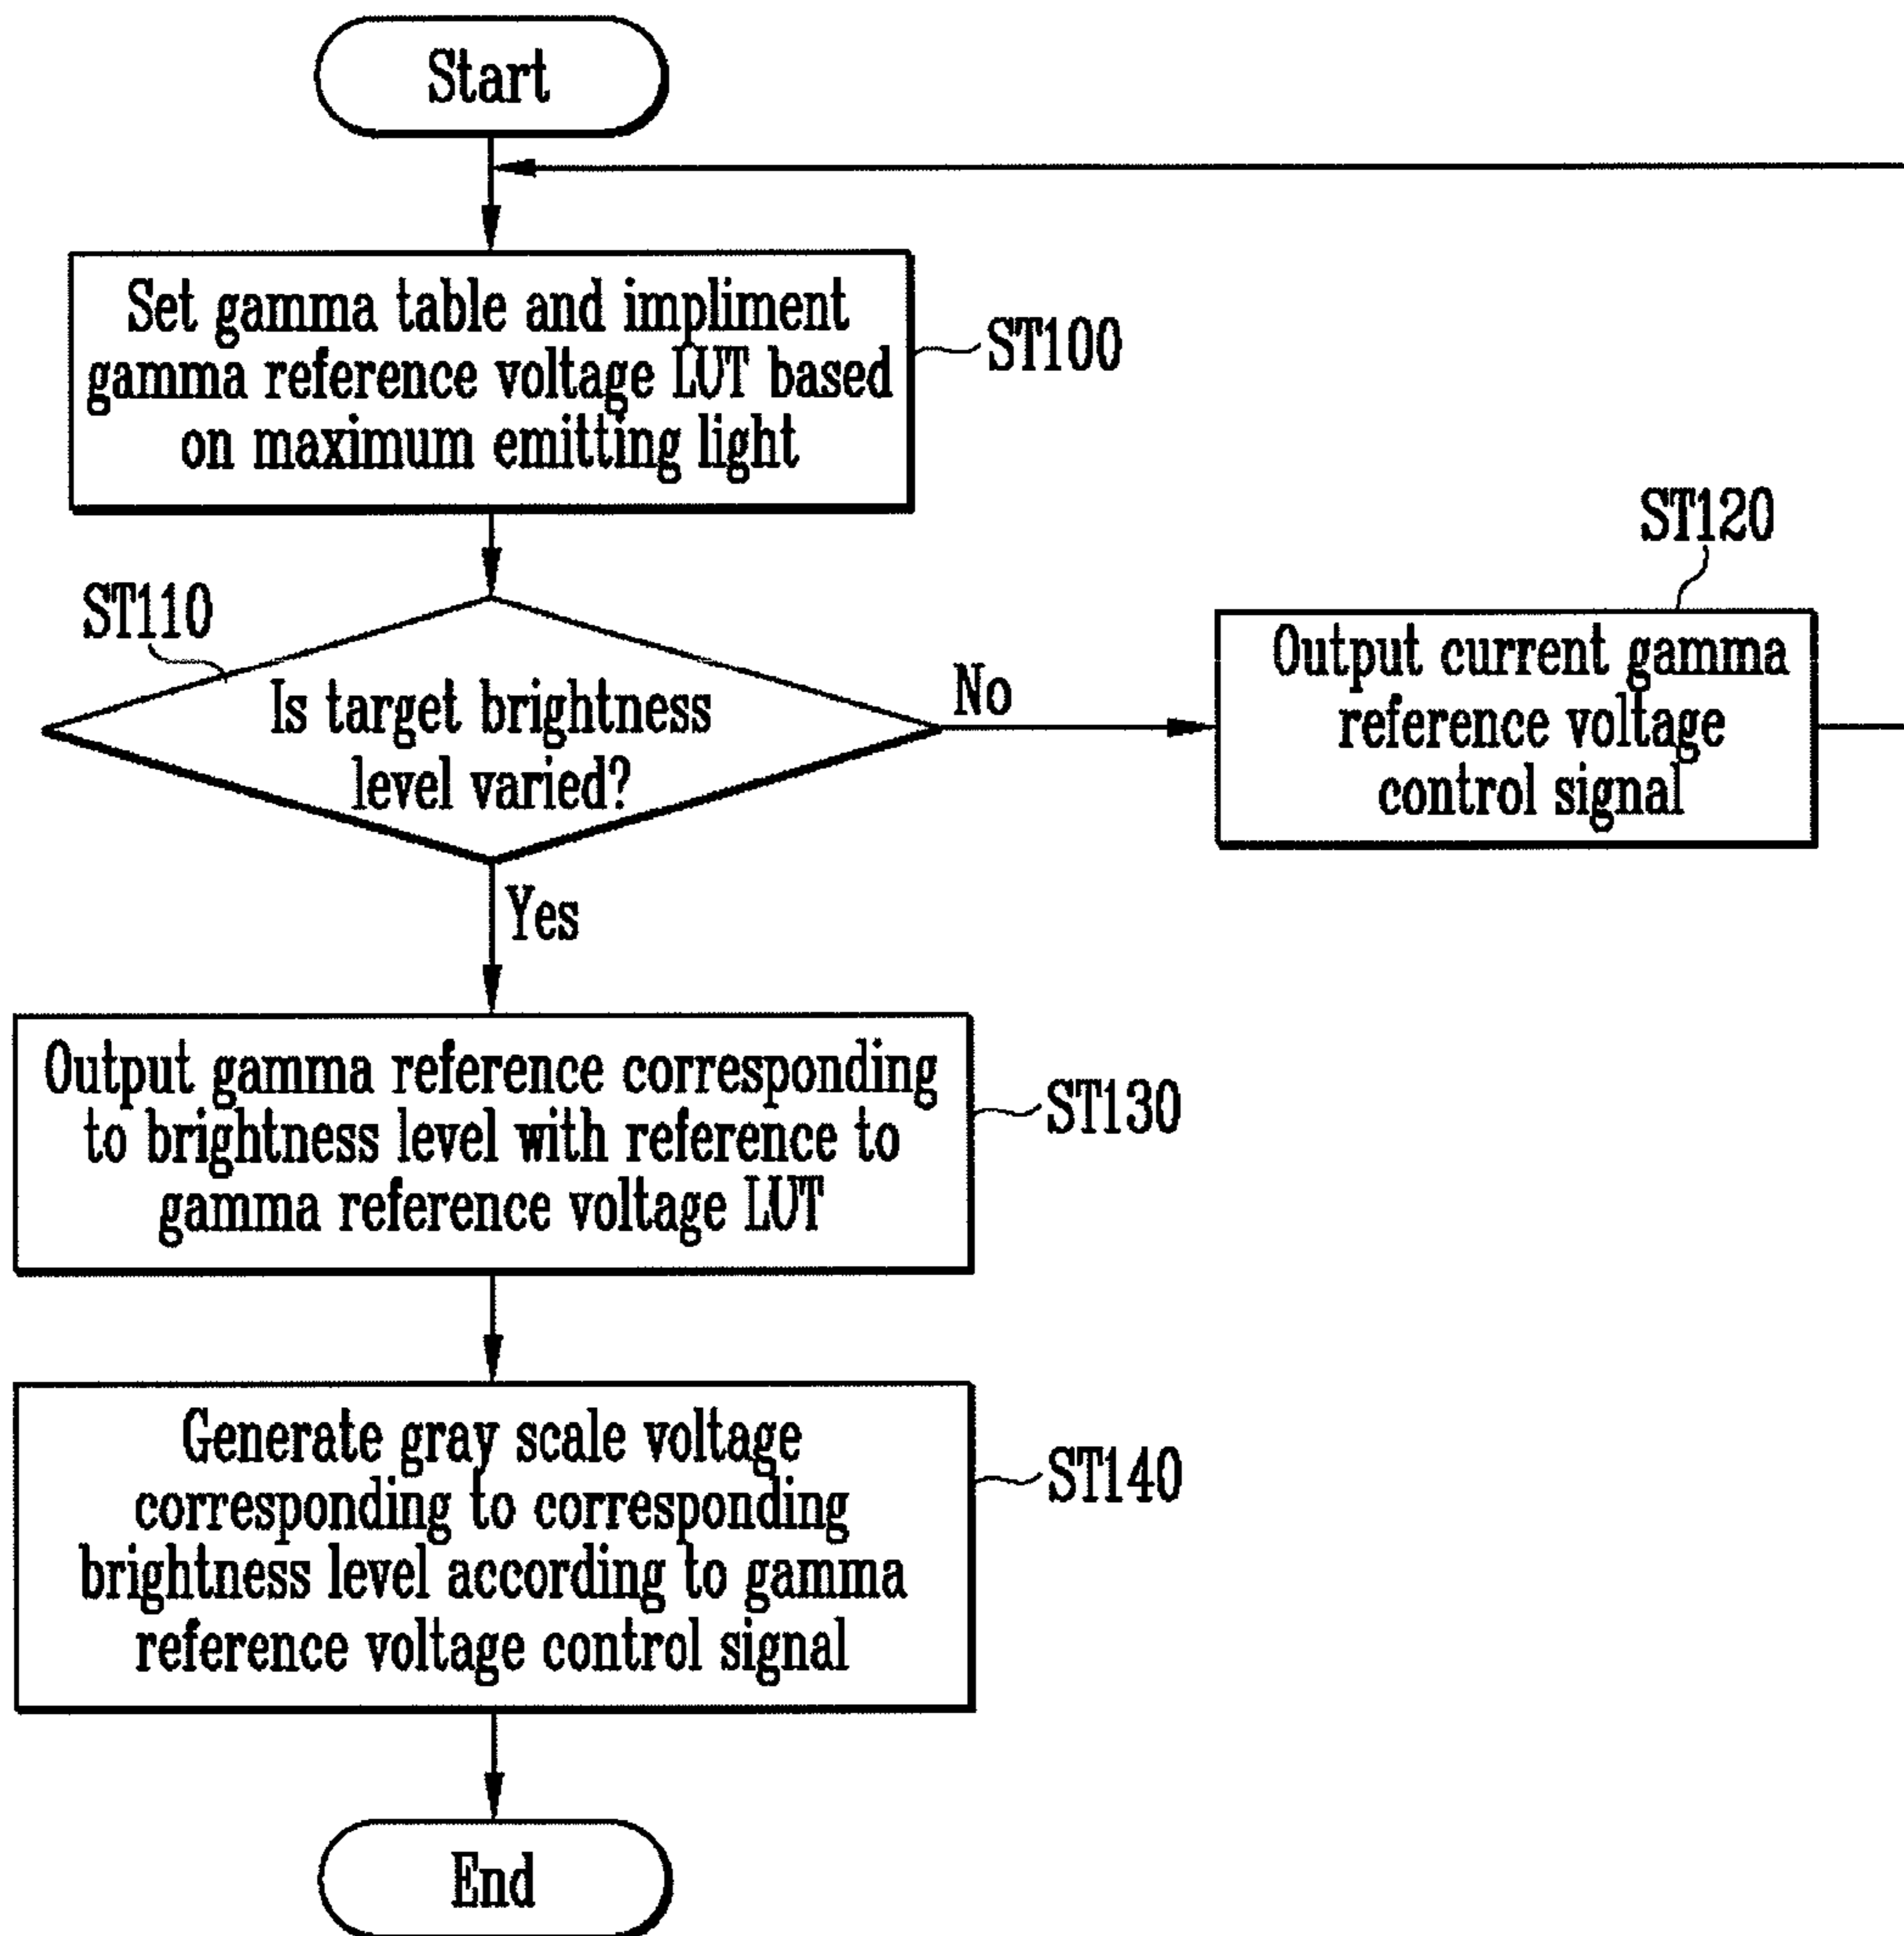 Start
Set gamma table and impliment
gamma reference voltage LUT based
on maximum emitting light
ST100
ST110
Is target brightness
level varied?
No
ST120
Output current gamma
reference voltage
control signal
Yes
Output gamma reference corresponding
to brightness level with reference to
gamma reference voltage LUT
ST130
Generate gray scale voltage
corresponding to corresponding
brightness level according to gamma
reference voltage control signal
ST140
End